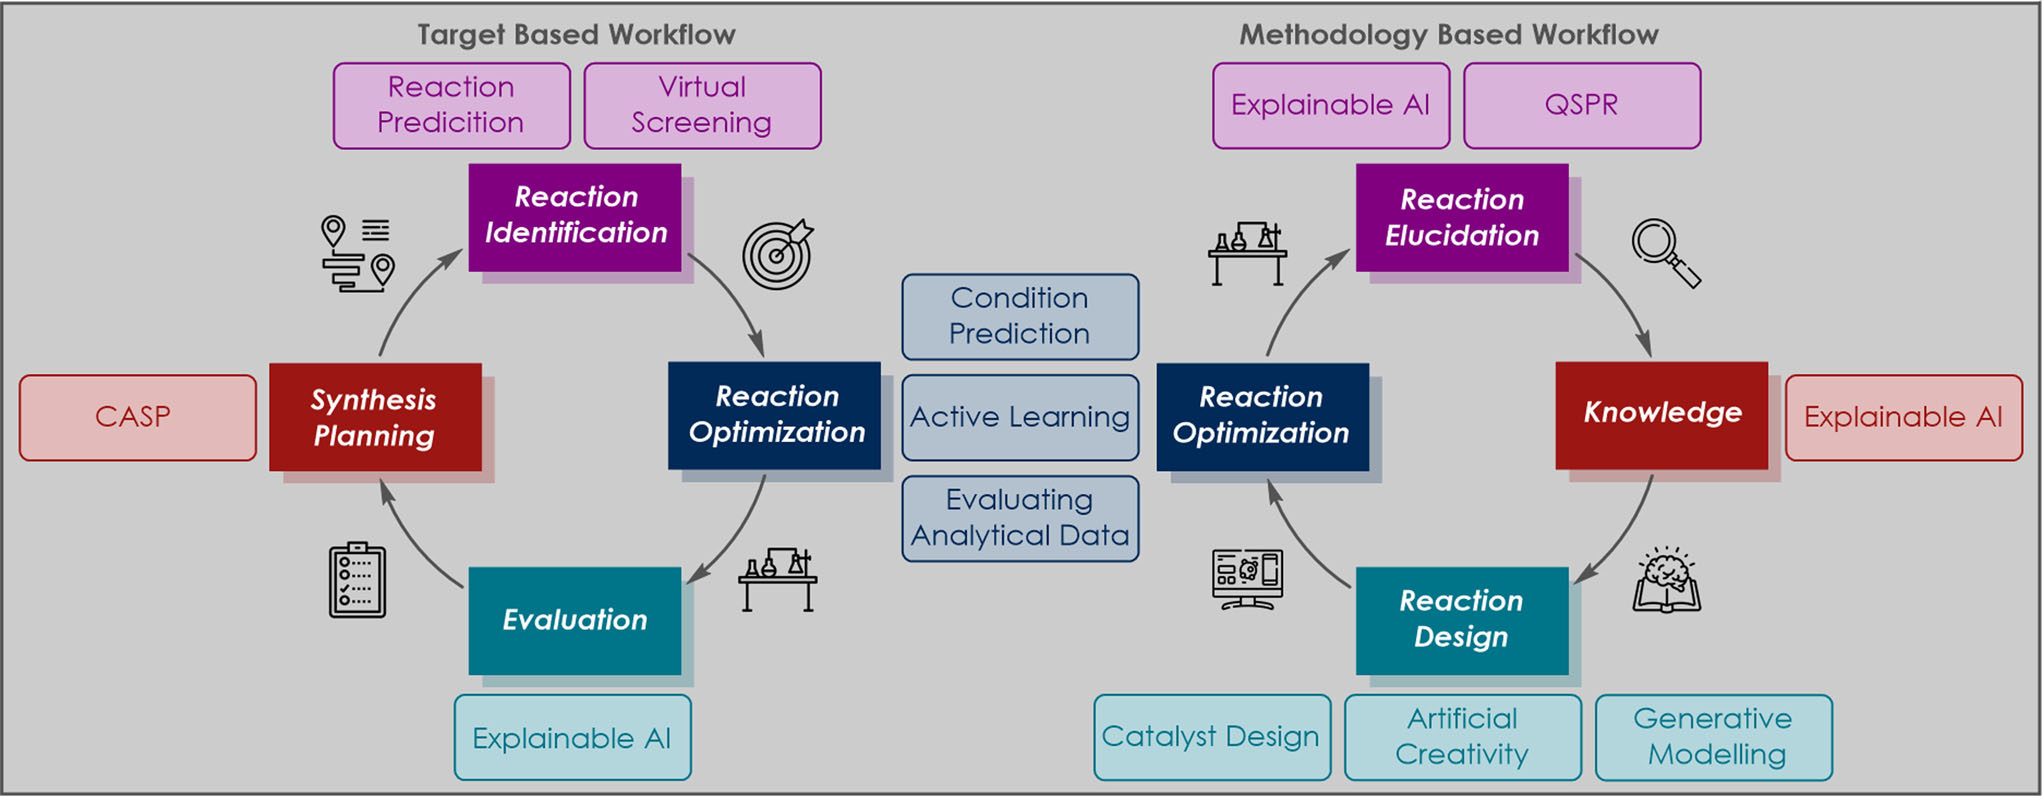 Target Based Workflow
Reaction
Predicition
Virtual
Screening
Reaction
Identification
CASP
Synthesis
Planning
Reaction
Optimization
Evaluation
Explainable AI
Condition
Prediction
Active Learning
Evaluating
Analytical Data
Methodology Based Workflow
Explainable AI
QSPR
Reaction
Elucidation
Reaction
Optimization
Knowledge
Explainable AI
Reaction
Design
Catalyst Design
Artificial
Creativity
Generative
Modelling